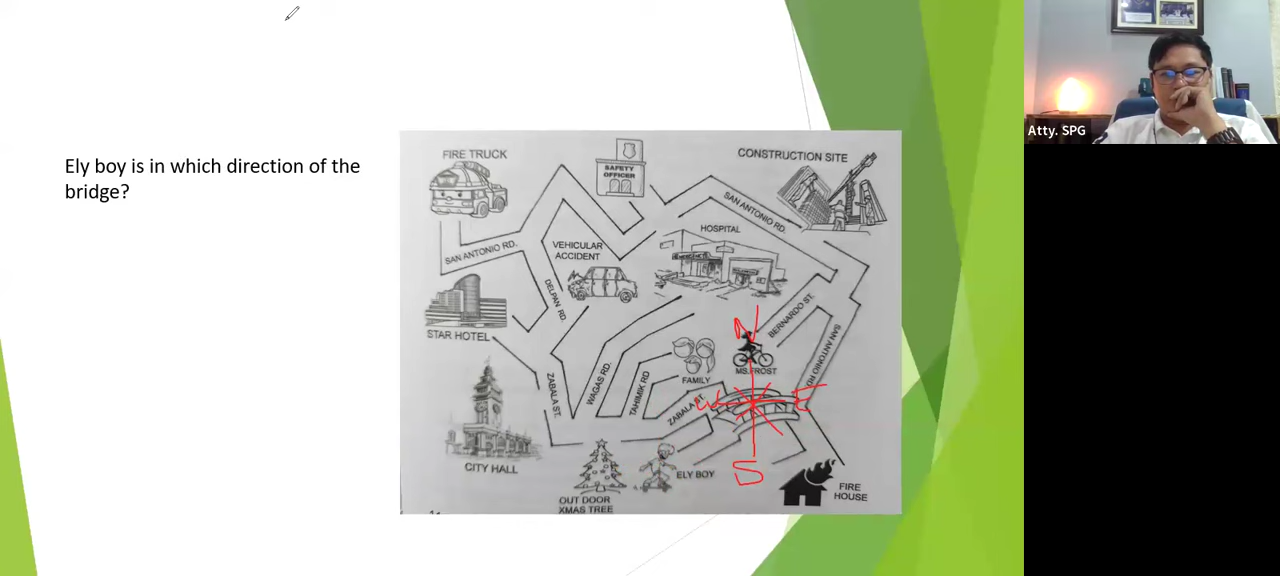 Ely boy is in which direction of the
bridge?
FIRE TRUCK
SAFETY
OFFICER
CONSTRUCTION SITE
SAN ANTONIO RD.
HOSPITAL
SAN ANTONIO RD.
VEHICULAR
ACCIDENT
DELPAN RD.
BERNARDO ST.
SAN ANTONIO RD
STAR HOTEL
N
MS.FROST
FAMILY
ZABALA ST.
WAGAS RD.
TAHIMIK RD
ZABALA ST.
W
E
S
CITY HALL
ELY BOY
OUT DOOR
XMAS TREE
FIRE
HOUSE
Atty. SPG